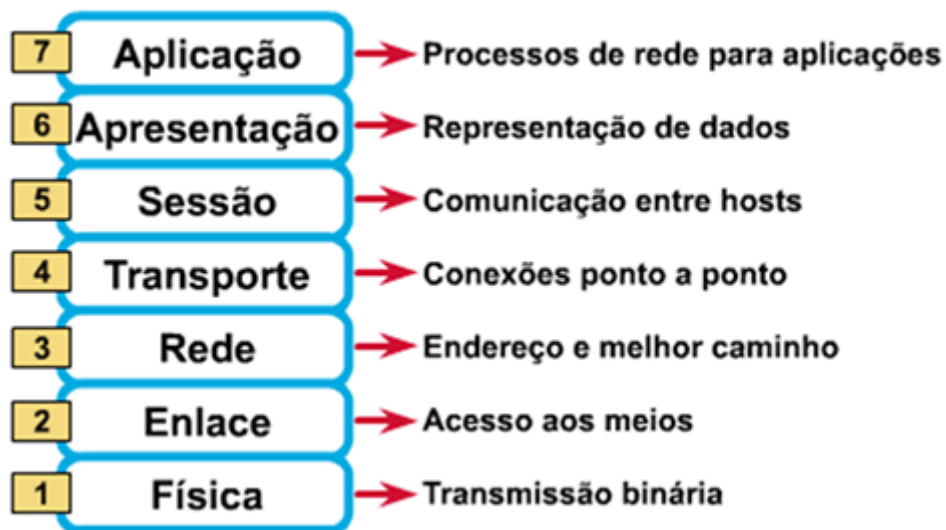 7 Aplicação Processos de rede para aplicações
6 Apresentação Representação de dados
5 Sessão Comunicação entre hosts
4 Transporte Conexões ponto a ponto
3 Rede Endereço e melhor caminho
2 Enlace Acesso aos meios
1 Física Transmissão binária